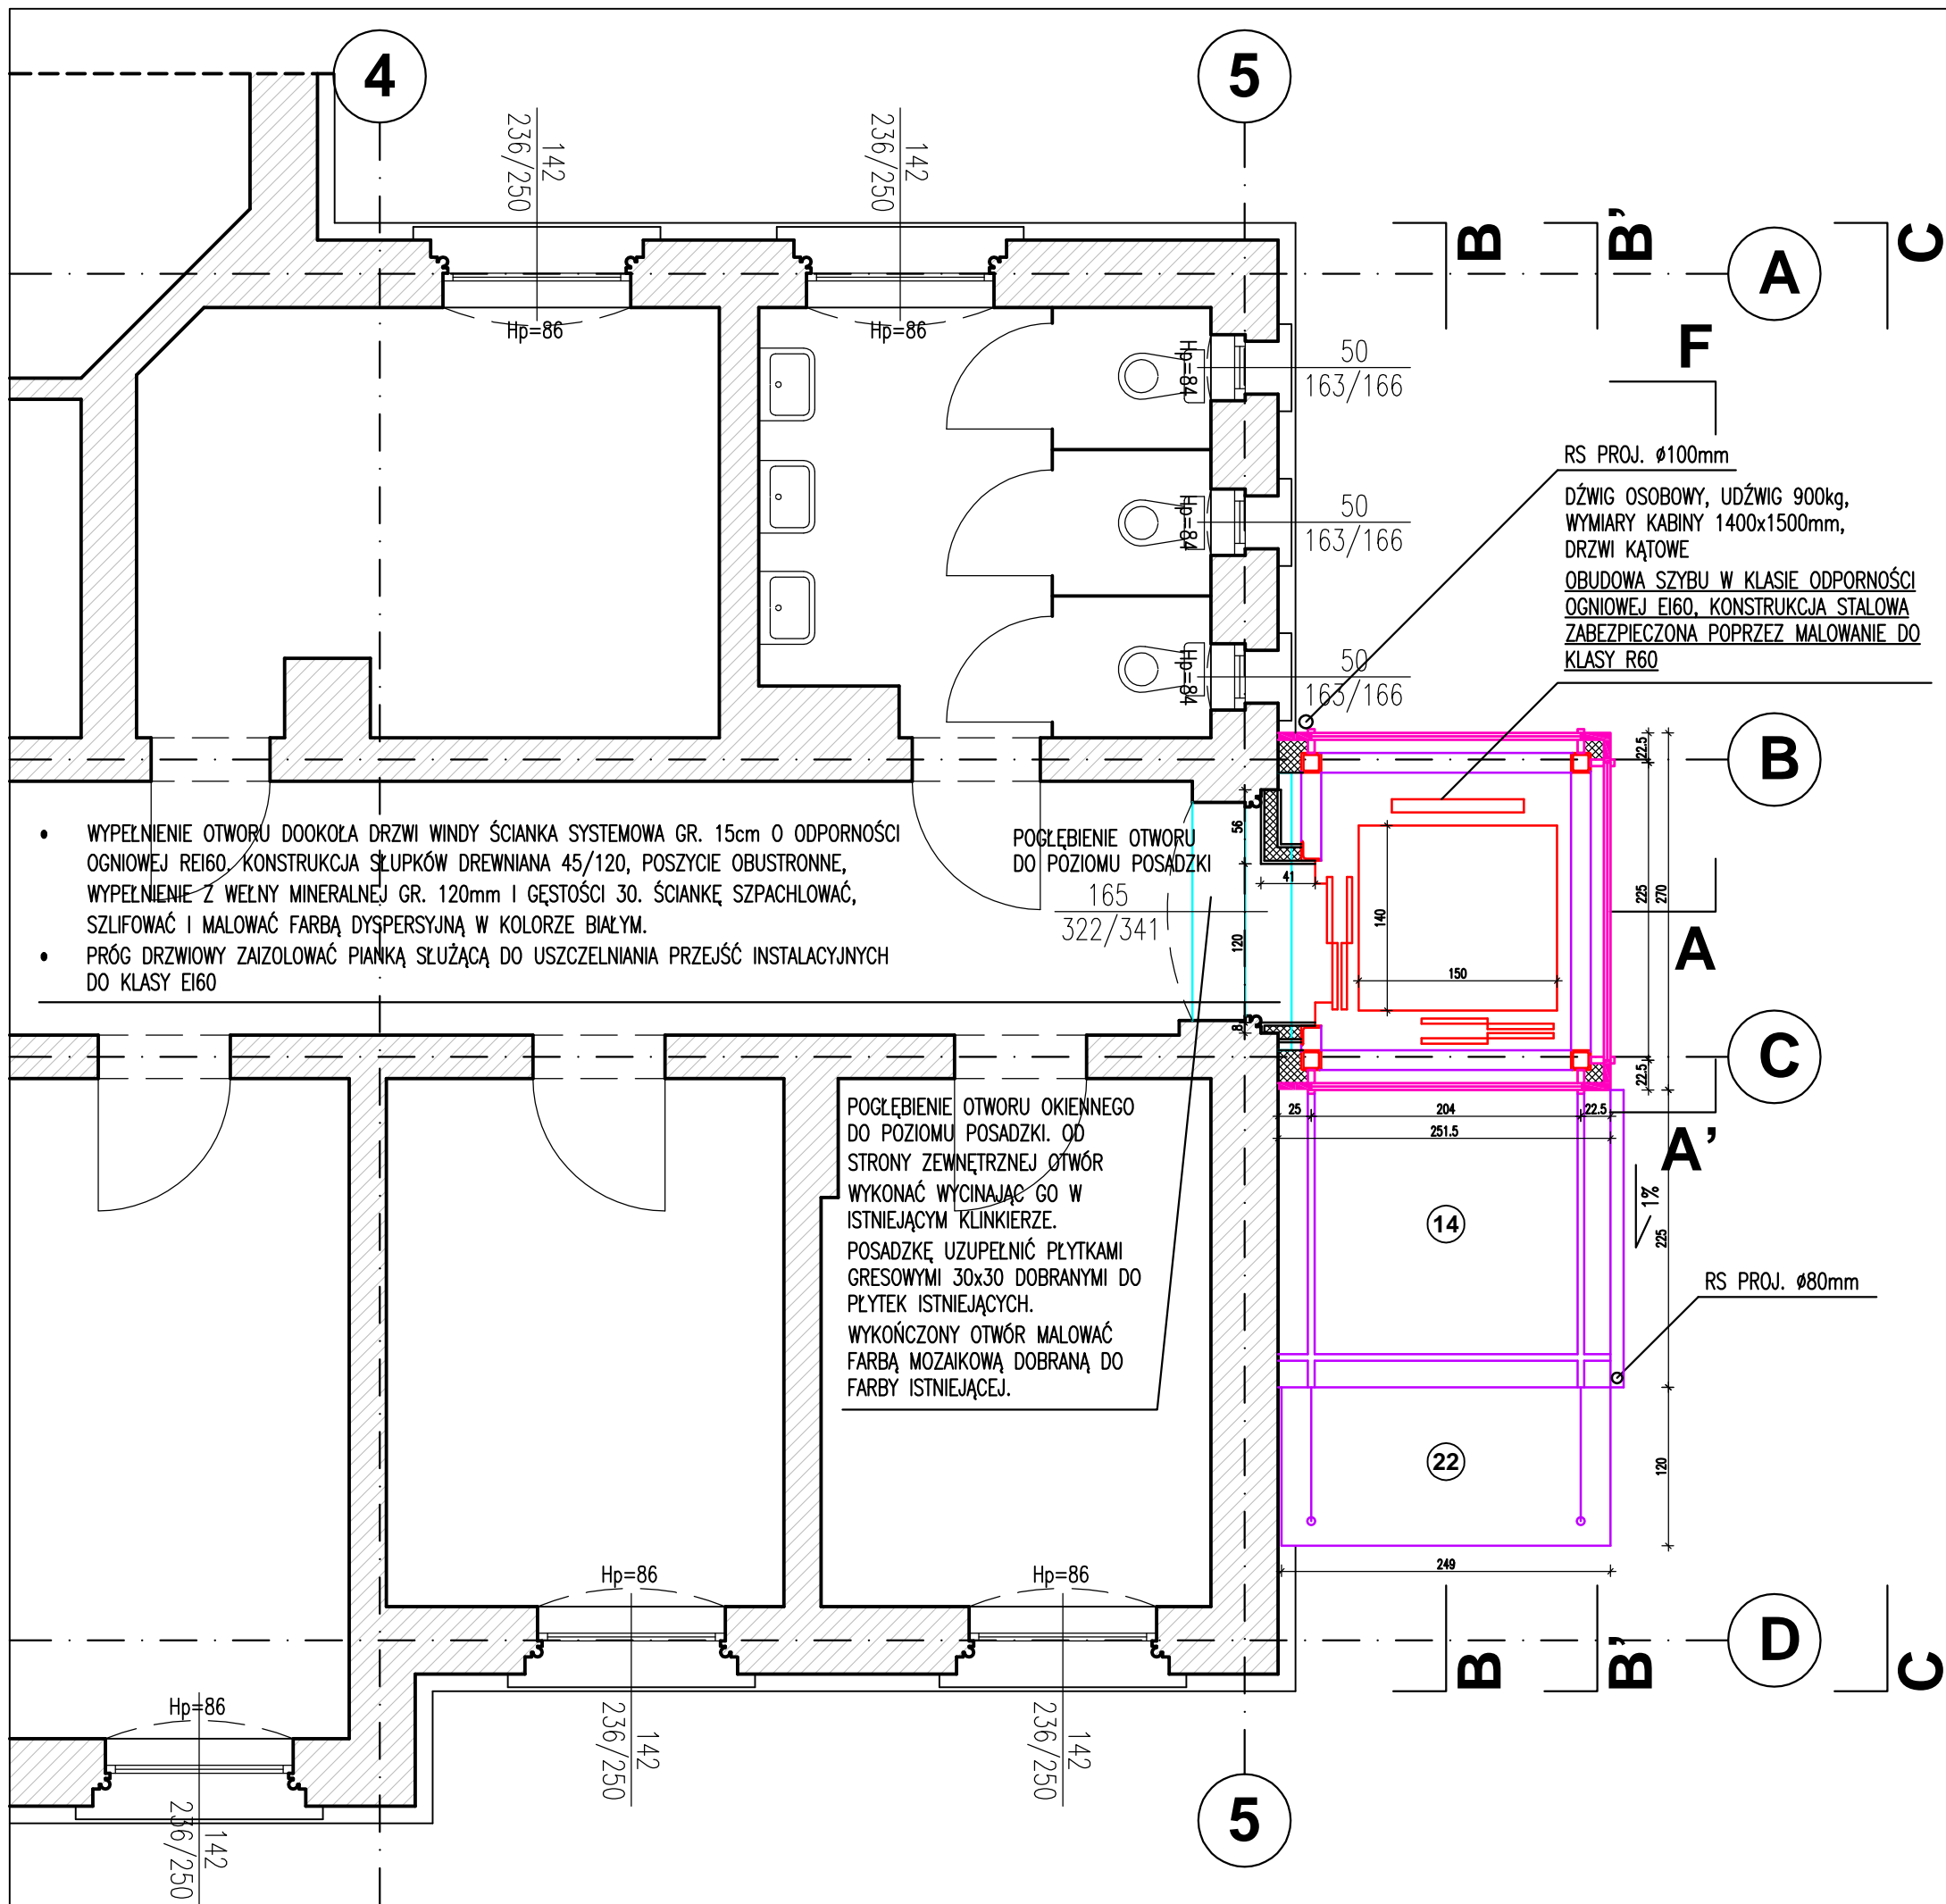 4
5
142
236/250
142
236/250
B
B'
C
A
F
Hp=86
Hp=86
Hp=84
50
163/166
Hp=84
50
163/166
Hp=84
50
163/166
RS PROJ. ø100mm
DŹWIG OSOBOWY, UDŹWIG 900kg,
WYMIARY KABINY 1400x1500mm,
DRZWI KĄTOWE
OBUDOWA SZYBU W KLASIE ODPORNOŚCI
OGNIOWEJ EI60, KONSTRUKCJA STALOWA
ZABEZPIECZONA POPRZEZ MALOWANIE DO
KLASY R60
B
• WYPEŁNIENIE OTWORU DOOKOŁA DRZWI WINDY ŚCIANKA SYSTEMOWA GR. 15cm O ODPORNOŚCI
OGNIOWEJ REI60. KONSTRUKCJA SŁUPKÓW DREWNIANA 45/120, POSZYCIE OBUSTRONNE,
WYPEŁNIENIE Z WEŁNY MINERALNEJ GR. 120mm I GĘSTOŚCI 30. ŚCIANKĘ SZPACHLOWAĆ,
SZLIFOWAĆ I MALOWAĆ FARBĄ DYSPERSYJNĄ W KOLORZE BIAŁYM.
• PRÓG DRZWIOWY ZAIZOLOWAĆ PIANKĄ SŁUŻĄCĄ DO USZCZELNIANIA PRZEJŚĆ INSTALACYJNYCH
DO KLASY EI60
POGŁĘBIENIE OTWORU
DO POZIOMU POSADZKI
165
322/341
56
41
120
8
140
150
22.5
225
270
22.5
A
C
25
204
22.5
251.5
A'
POGŁĘBIENIE OTWORU OKIENNEGO
DO POZIOMU POSADZKI. OD
STRONY ZEWNĘTRZNEJ OTWÓR
WYKONAĆ WYCINAJĄC GO W
ISTNIEJĄCYM KLINKIERZE.
POSADZKĘ UZUPEŁNIĆ PŁYTKAMI
GRESOWYMI 30x30 DOBRANYMI DO
PŁYTEK ISTNIEJĄCYCH.
WYKOŃCZONY OTWÓR MALOWAĆ
FARBĄ MOZAIKOWĄ DOBRANĄ DO
FARBY ISTNIEJĄCEJ.
14
1%
225
RS PROJ. ø80mm
22
120
249
Hp=86
Hp=86
Hp=86
D
B
B'
C
142
236/250
142
236/250
142
236/250
5